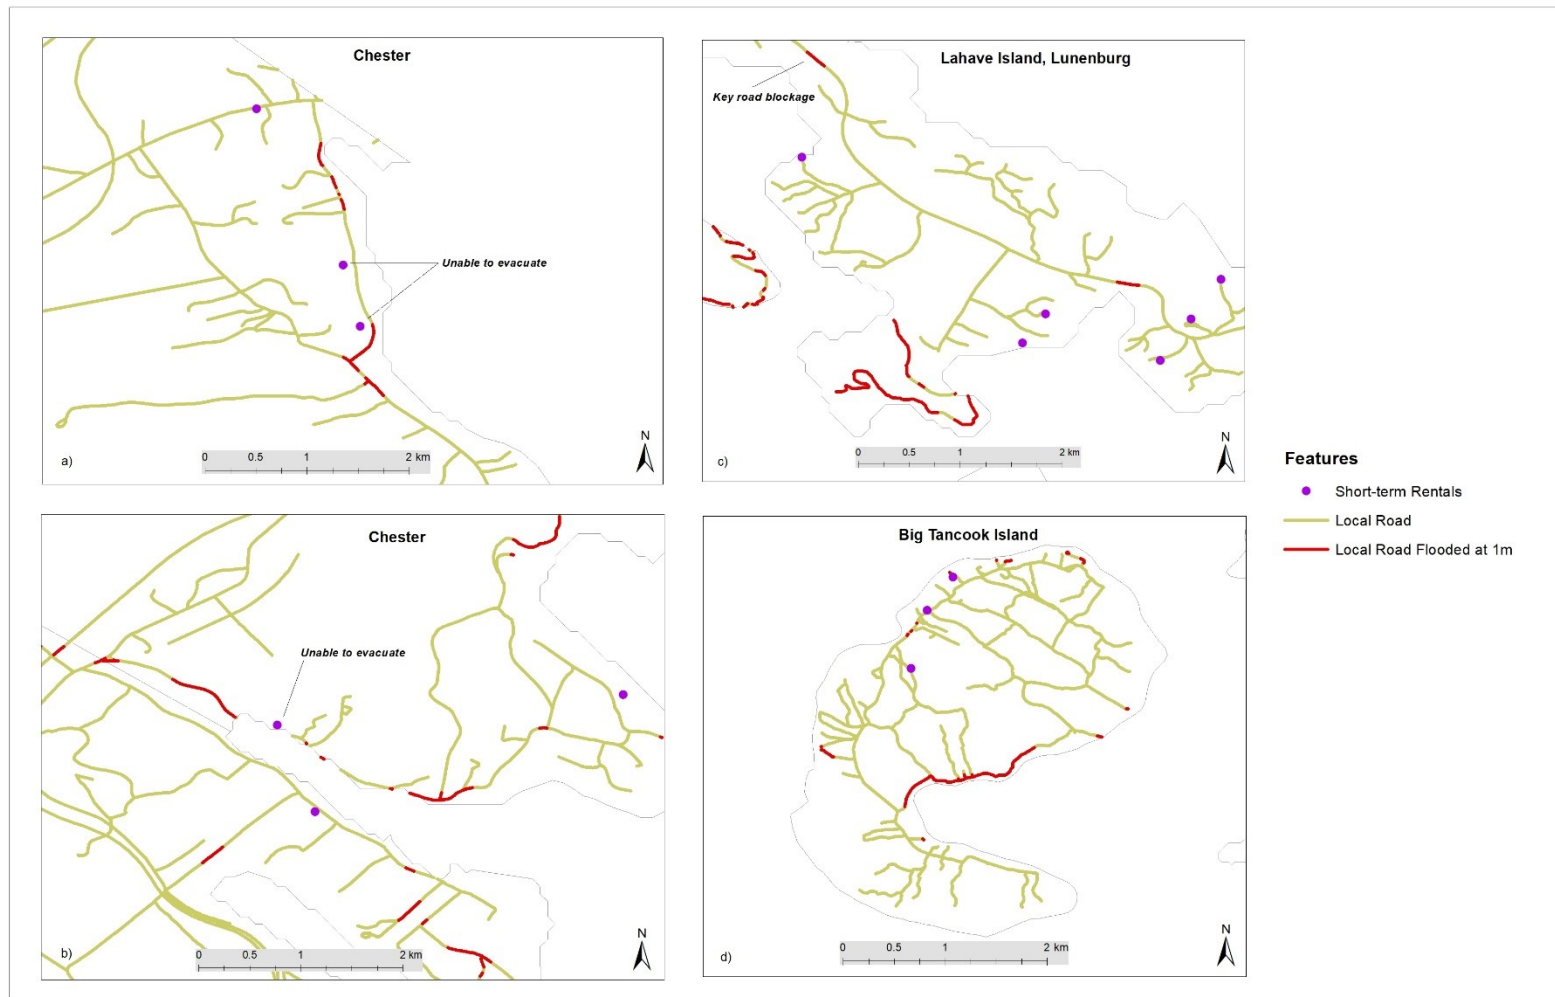 Chester
Unable to evacuate
N
0 0.5 1 2 km
a)
Lahave Island, Lunenburg
Key road blockage
N
0 0.5 1 2 km
c)
Features
Short-term Rentals
Local Road
Local Road Flooded at 1m
Chester
Unable to evacuate
N
0 0.5 1 2 km
b)
Big Tancook Island
N
0 0.5 1 2 km
d)